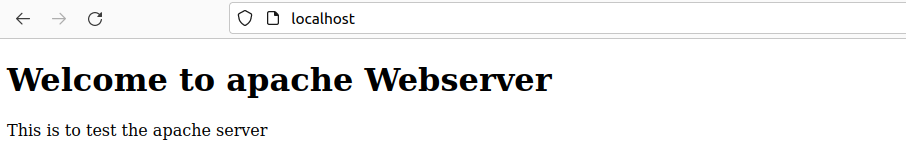 localhost
Welcome to apache Webserver
This is to test the apache server